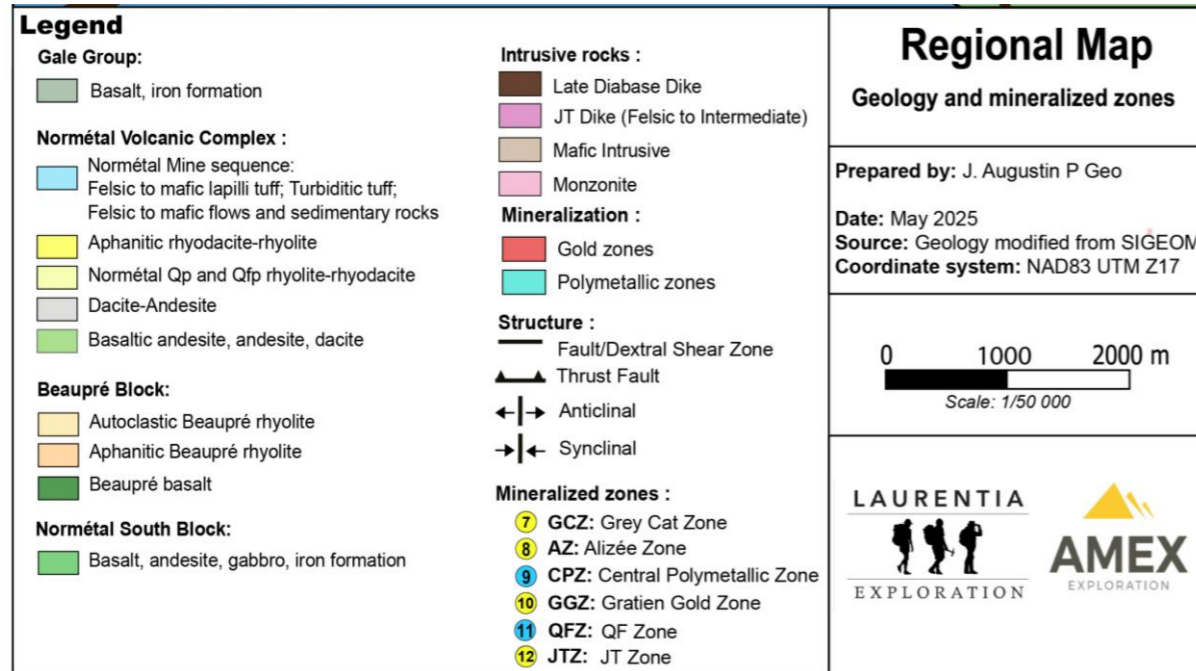 Legend
Gale Group:
Basalt, iron formation
Normétal Volcanic Complex :
Normétal Mine sequence:
Felsic to mafic lapilli tuff; Turbiditic tuff;
Felsic to mafic flows and sedimentary rocks
Aphanitic rhyodacite-rhyolite
Normétal Qp and Qfp rhyolite-rhyodacite
Dacite-Andesite
Basaltic andesite, andesite, dacite
Beaupré Block:
Autoclastic Beaupré rhyolite
Aphanitic Beaupré rhyolite
Beaupré basalt
Normétal South Block:
Basalt, andesite, gabbro, iron formation
Intrusive rocks :
Late Diabase Dike
JT Dike (Felsic to Intermediate)
Mafic Intrusive
Monzonite
Mineralization :
Gold zones
Polymetallic zones
Structure :
Fault/Dextral Shear Zone
Thrust Fault
Anticlinal
Synclinal
Mineralized zones :
7 GCZ: Grey Cat Zone
8 AZ: Alizée Zone
9 CPZ: Central Polymetallic Zone
10 GGZ: Gratien Gold Zone
11 QFZ: QF Zone
12 JTZ: JT Zone
Regional Map
Geology and mineralized zones
Prepared by: J. Augustin P Geo
Date: May 2025
Source: Geology modified from SIGEOM
Coordinate system: NAD83 UTM Z17
0 1000 2000 m
Scale: 1/50 000
LAURENTIA
EXPLORATION
AMEX
EXPLORATION